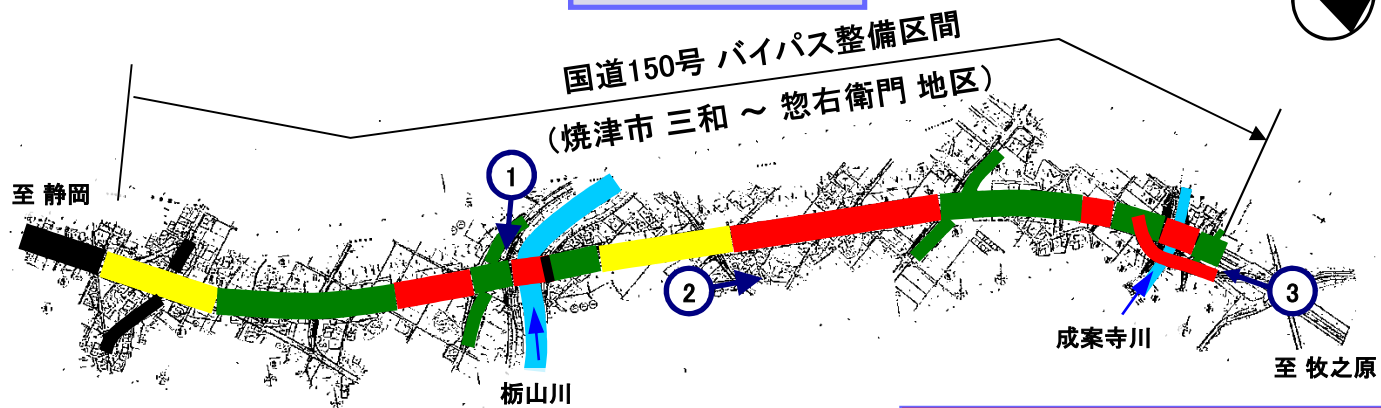 国道150号 バイパス整備区間
（焼津市 三和 ～ 惣右衛門 地区）
至 静岡
1
2
3
栃山川
成案寺川
至 牧之原